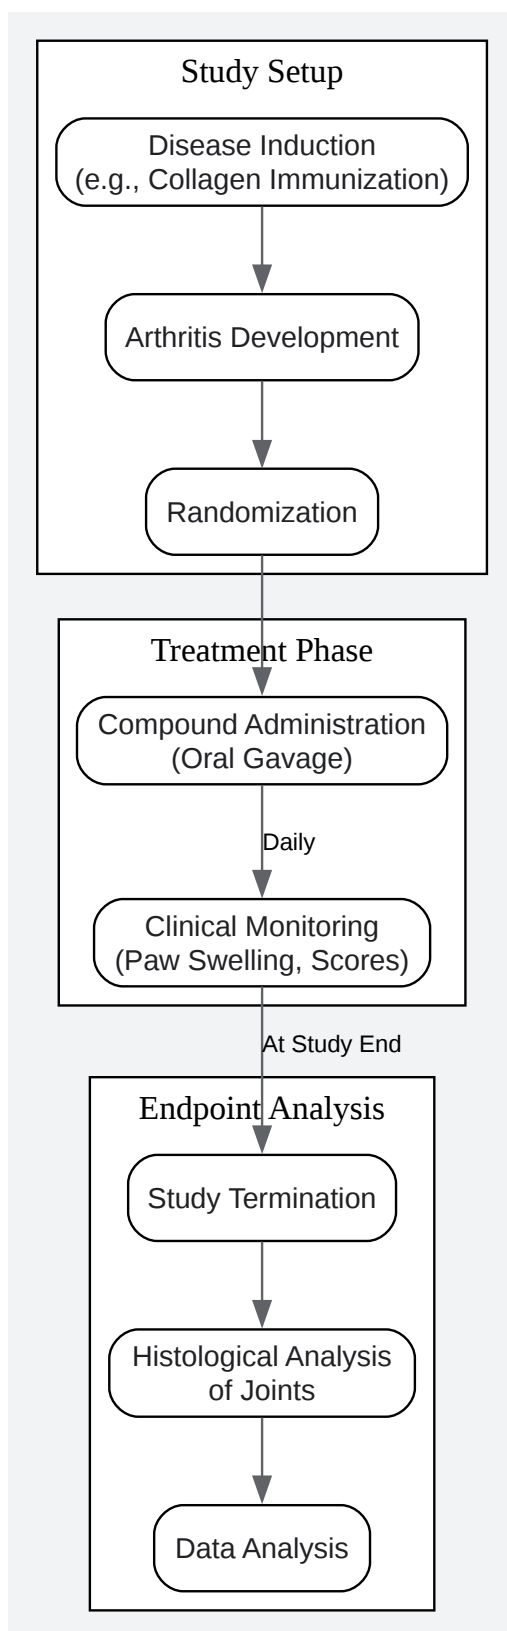 Study Setup
Disease Induction
(e.g., Collagen Immunization)
Arthritis Development
Randomization
Treatment Phase
Compound Administration
(Oral Gavage)
Daily
Clinical Monitoring
(Paw Swelling, Scores)
At Study End
Endpoint Analysis
Study Termination
Histological Analysis
of Joints
Data Analysis